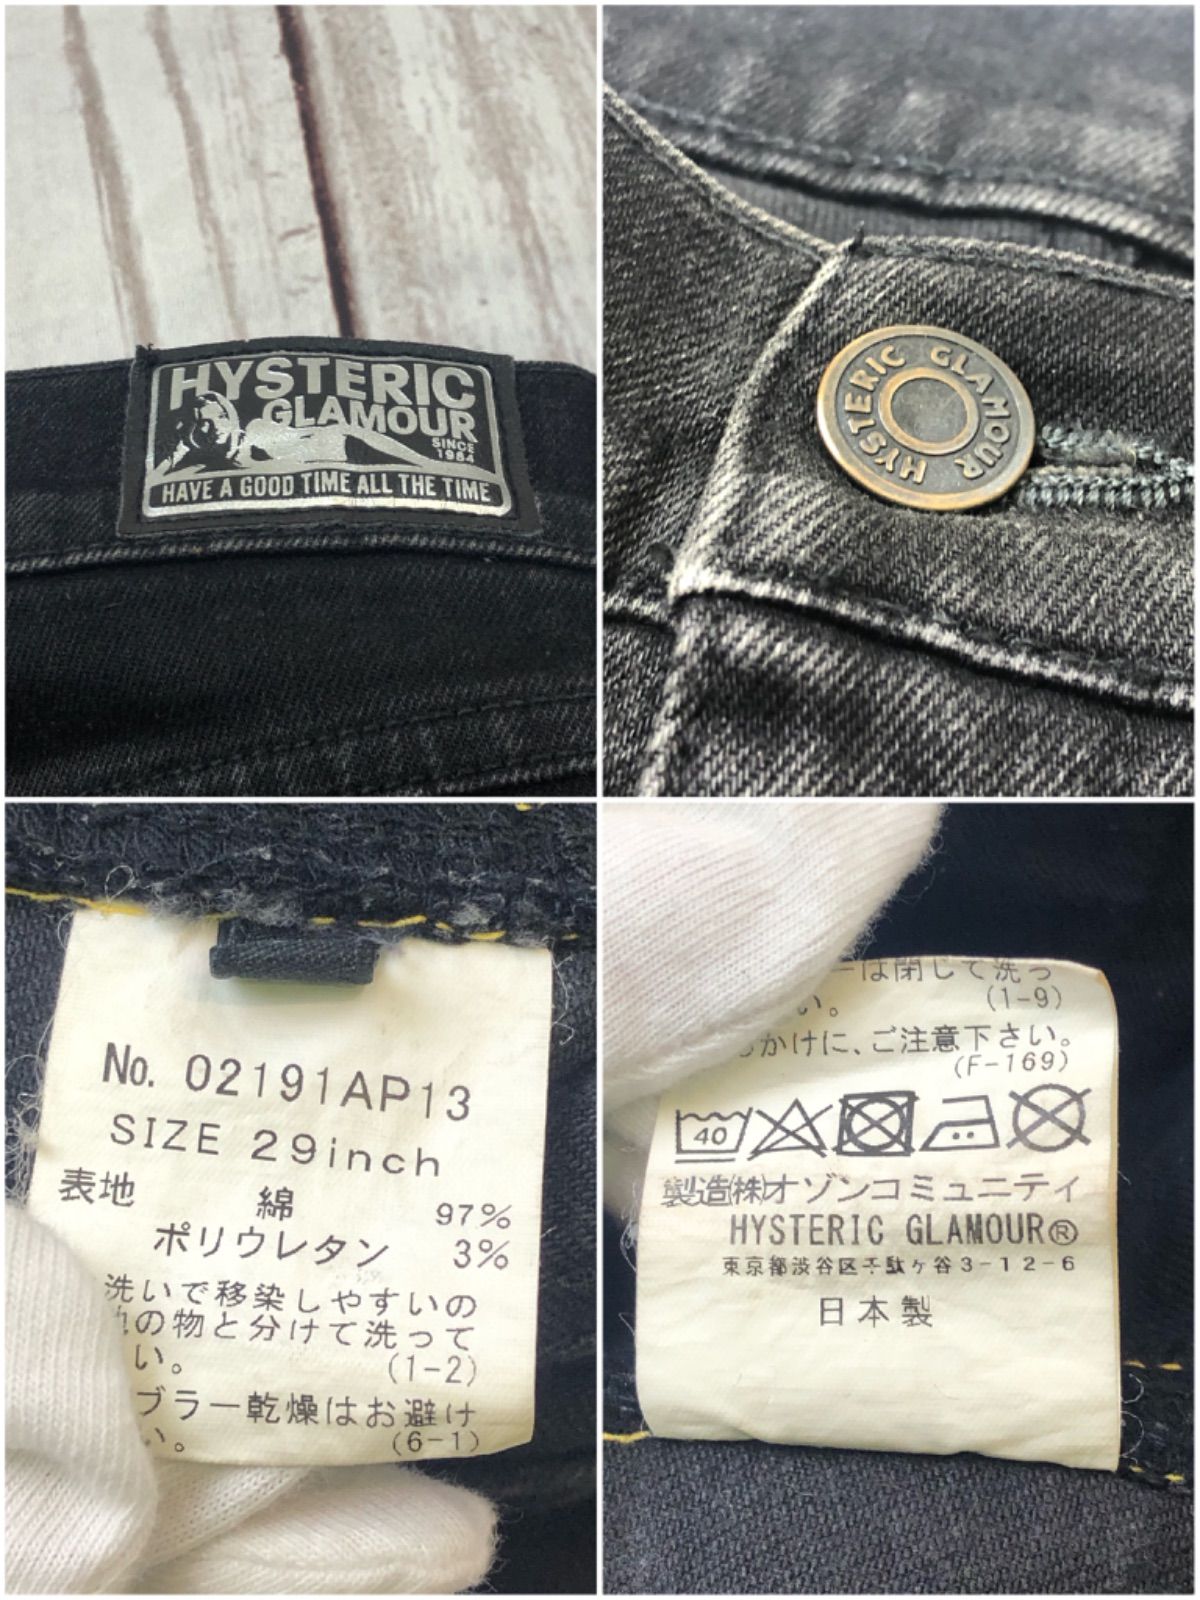 HYSTERIC
GLAMOUR
SINCE
1984
HAVE A GOOD TIME ALL THE TIME
HYSTERIC GLAMOUR
No. 02191AP13
SIZE 29inch
表地 綿 97%
ポリウレタン 3%
洗いで移染しやすいの
の物と分けて洗って
い。 (1-2)
ブラー乾燥はお避け
い。 (6-1)
ーは閉じて洗っ
い。 (1-9)
かけに、ご注意下さい。
(F-169)
40
製造(株)オゾンコミュニティ
HYSTERIC GLAMOUR®
東京都渋谷区千駄ヶ谷3-12-6
日本製